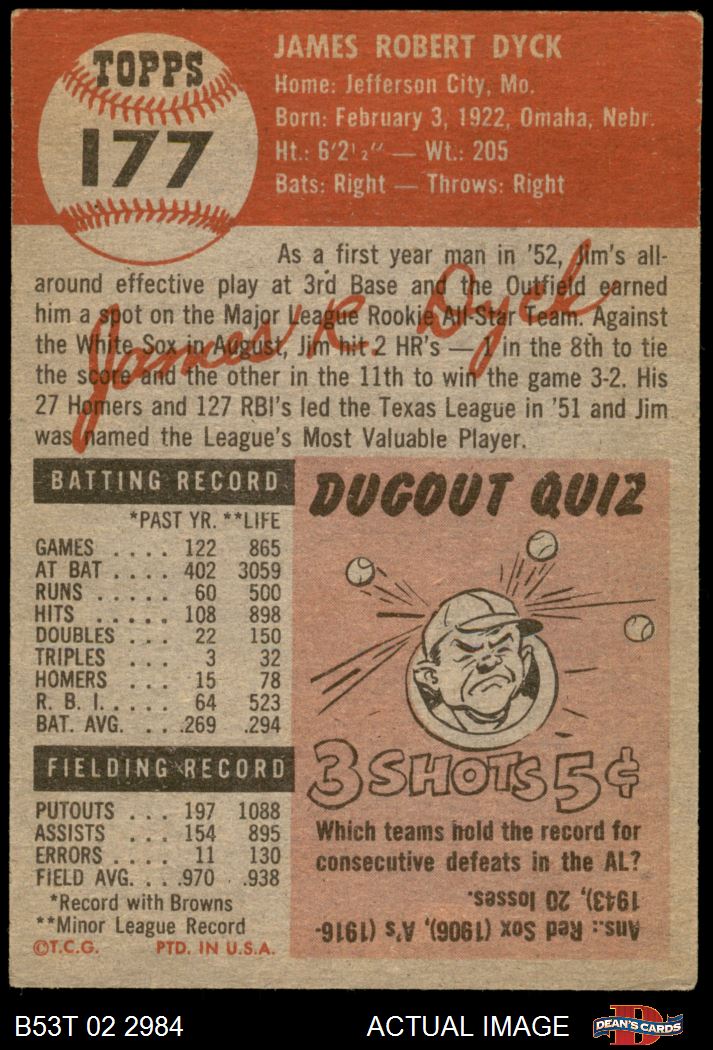 TOPPS
177
JAMES ROBERT DYCK
Home: Jefferson City, Mo.
Born: February 3, 1922, Omaha, Nebr.
Ht.: 6'2½" — Wt.: 205
Bats: Right — Throws: Right
As a first year man in '52, Jim's all-
around effective play at 3rd Base and the Outfield earned
him a spot on the Major League Rookie All-Star Team. Against
the White Sox in August, Jim hit 2 HR's — 1 in the 8th to tie
the score and the other in the 11th to win the game 3-2. His
27 Homers and 127 RBI's led the Texas League in '51 and Jim
was named the League's Most Valuable Player.
James R. Dyck
BATTING RECORD
*PAST YR. **LIFE
GAMES .... 122 865
AT BAT .... 402 3059
RUNS ..... 60 500
HITS ..... 108 898
DOUBLES ... 22 150
TRIPLES ... 3 32
HOMERS ... 15 78
R. B. I. .... 64 523
BAT. AVG. ... .269 .294
FIELDING RECORD
PUTOUTS ... 197 1088
ASSISTS ... 154 895
ERRORS .... 11 130
FIELD AVG. ... .970 .938
*Record with Browns
**Minor League Record
©T.C.G. PTD. IN U.S.A.
DUGOUT QUIZ
3 SHOTS 5¢
Which teams hold the record for
consecutive defeats in the AL?
Ans.: Red Sox (1906), A's (1916-
1943), 20 losses.
B53T 02 2984
ACTUAL IMAGE
D
DEAN'S CARDS